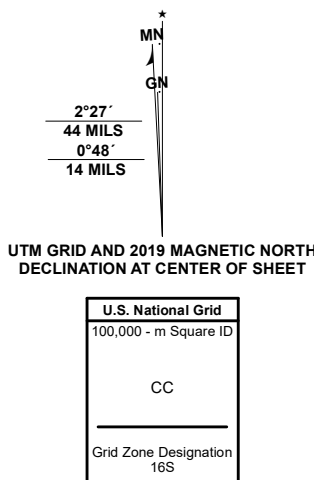 MN
GN
2°27´
44 MILS
0°48´
14 MILS
UTM GRID AND 2019 MAGNETIC NORTH
DECLINATION AT CENTER OF SHEET
U.S. National Grid
100,000 - m Square ID
CC
Grid Zone Designation
16S